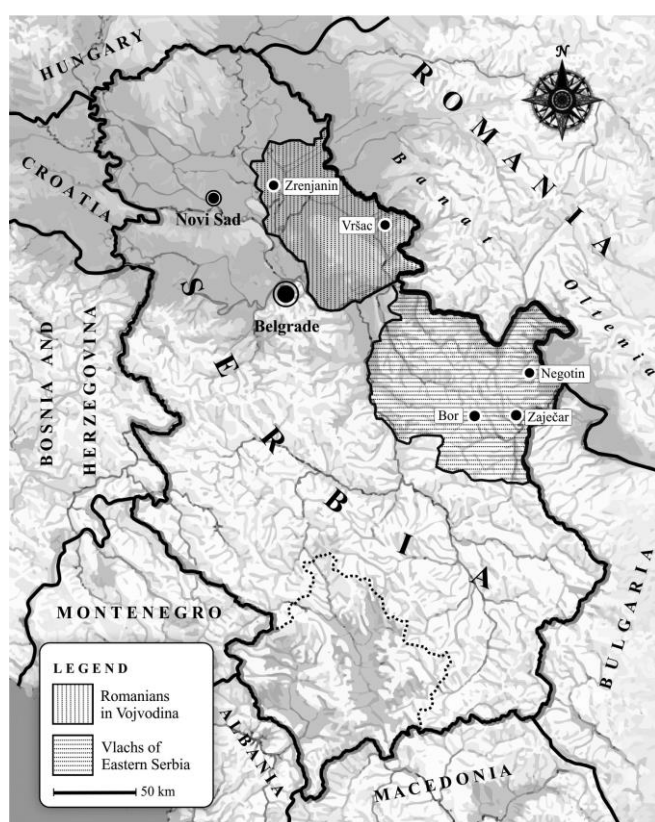 HUNGARY
N
ROMANIA
CROATIA
Banat
Zrenjanin
Novi Sad
Vršac
Oltenia
SERBIA
Belgrade
BOSNIA AND
HERZEGOVINA
Negotin
Bor
Zaječar
BULGARIA
MONTENEGRO
LEGEND
Romanians
in Vojvodina
Vlachs of
Eastern Serbia
50 km
ALBANIA
MACEDONIA